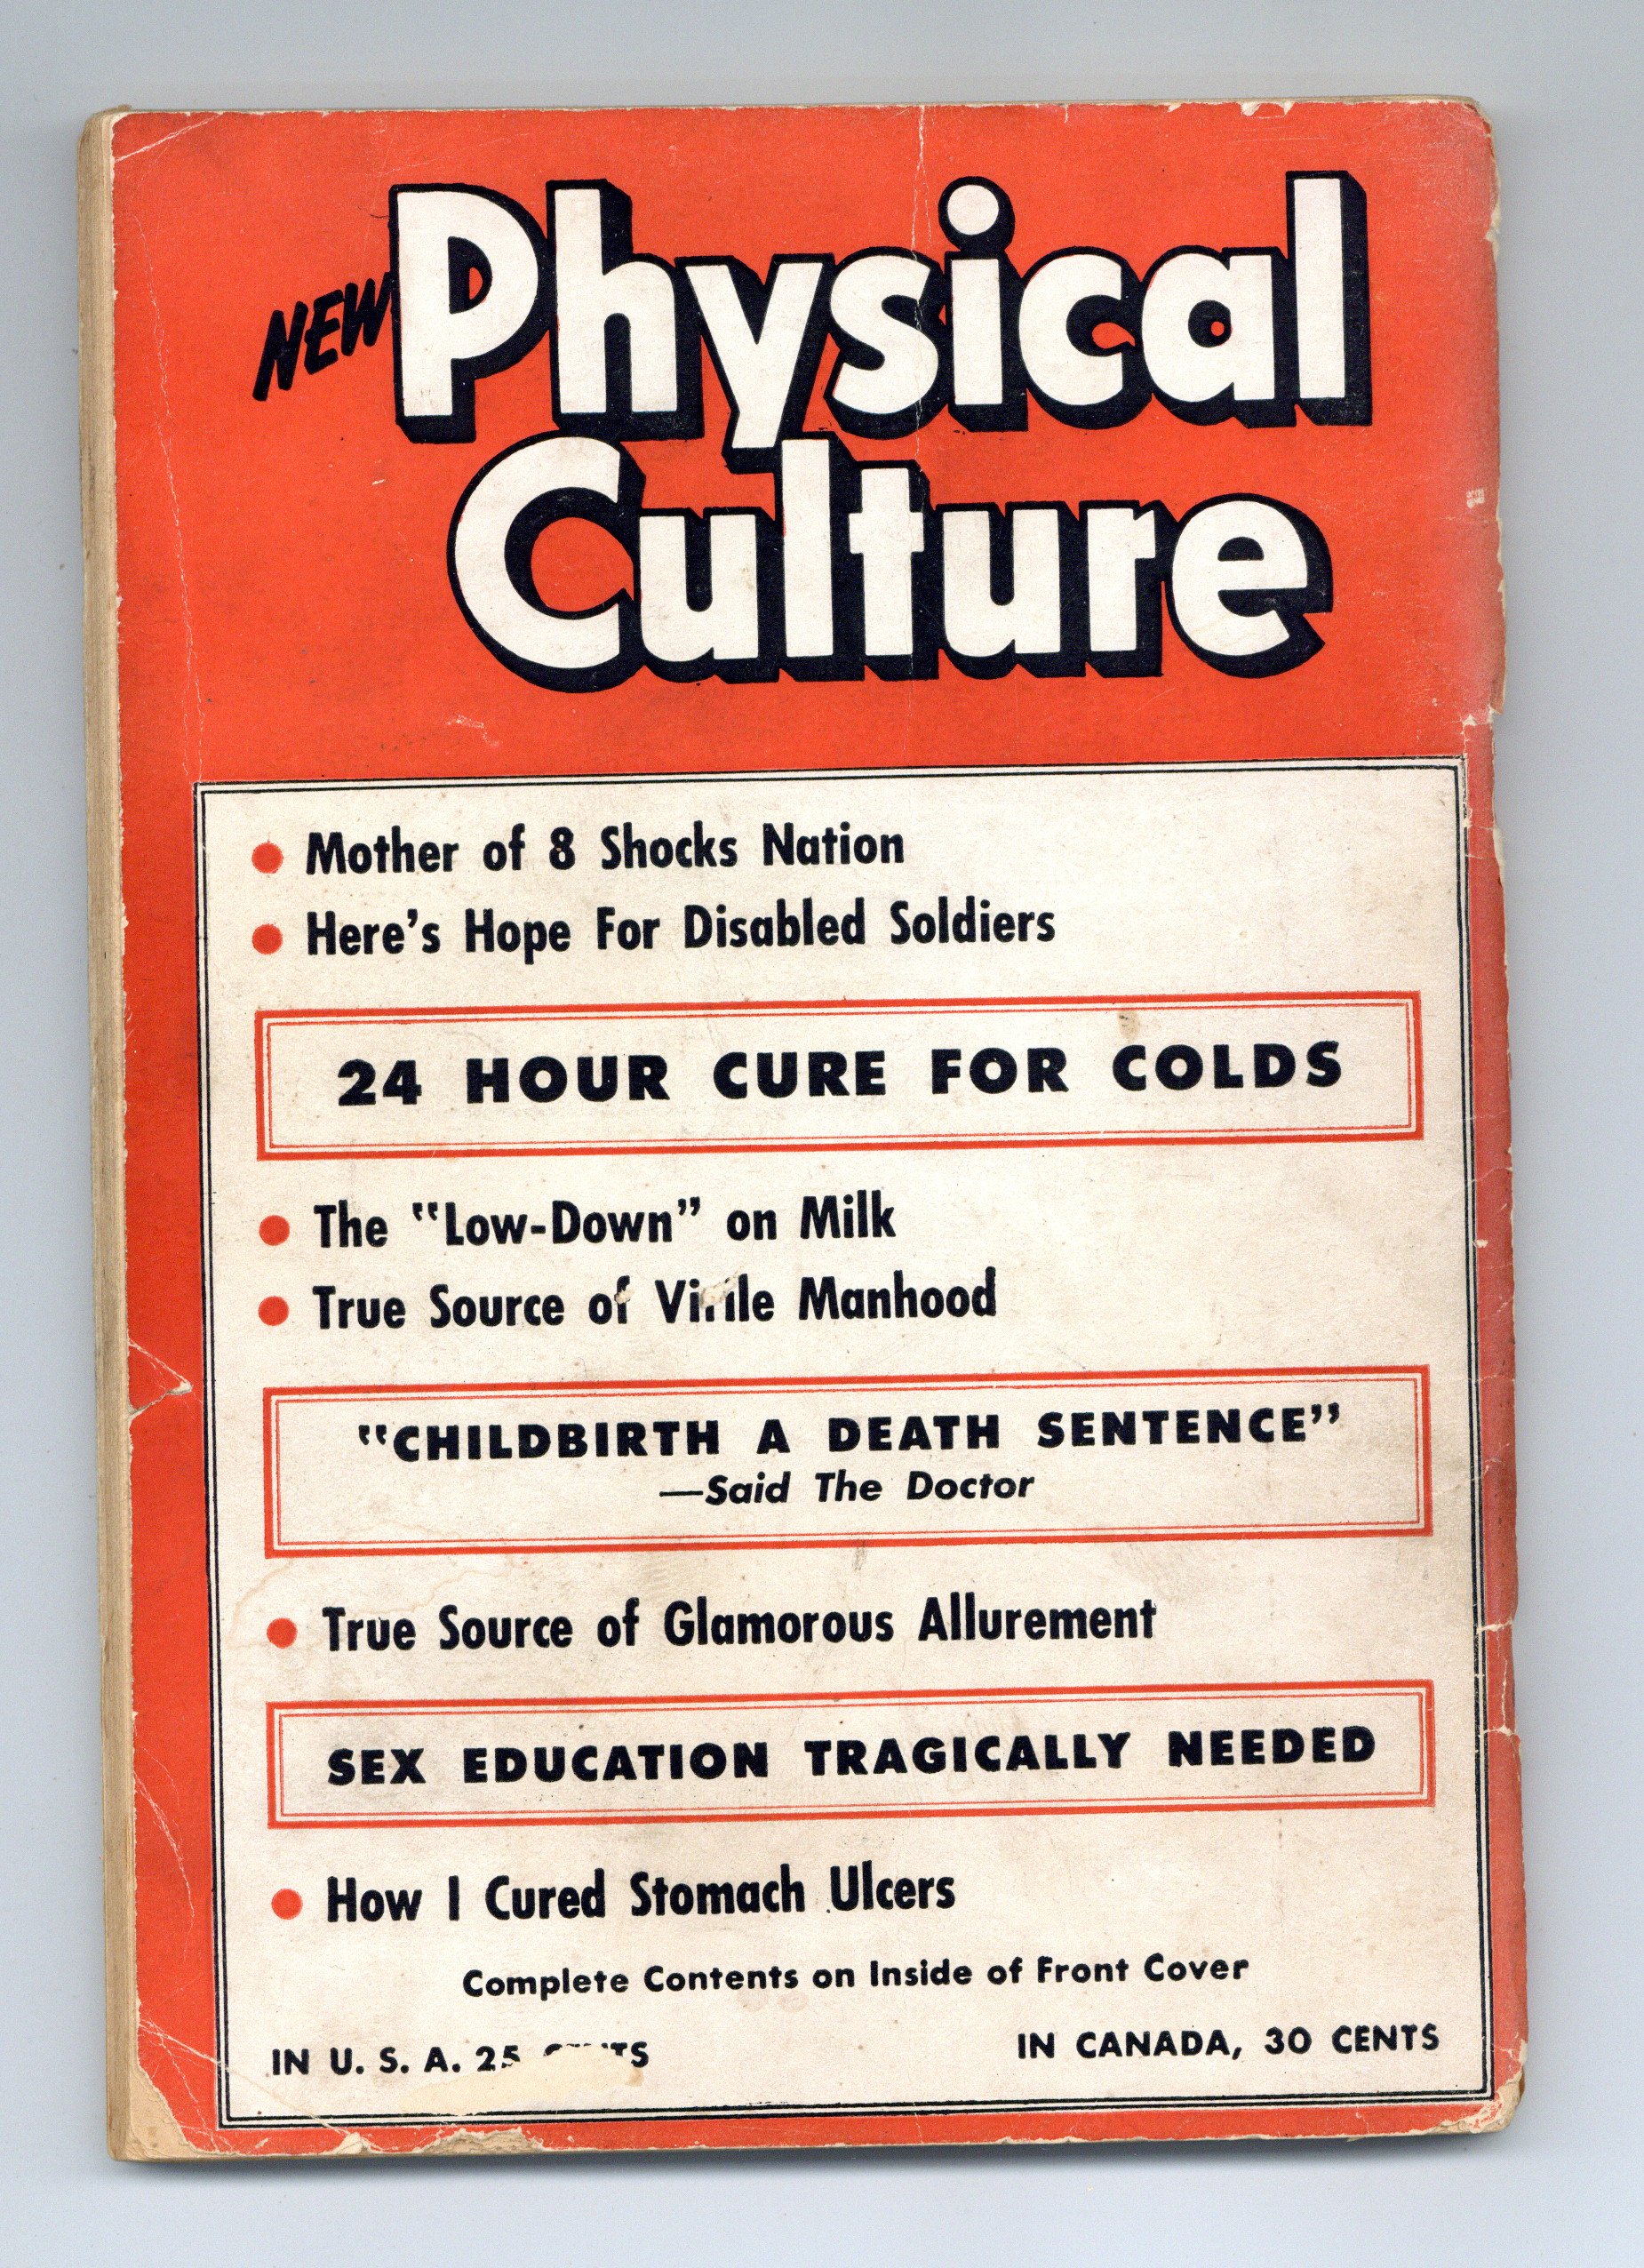 NEW Physical
Culture
Mother of 8 Shocks Nation
Here's Hope For Disabled Soldiers
24 HOUR CURE FOR COLDS
The "Low-Down" on Milk
True Source of Virile Manhood
"CHILDBIRTH A DEATH SENTENCE"
—Said The Doctor
True Source of Glamorous Allurement
SEX EDUCATION TRAGICALLY NEEDED
How I Cured Stomach Ulcers
Complete Contents on Inside of Front Cover
IN U. S. A. 25 CENTS
IN CANADA, 30 CENTS